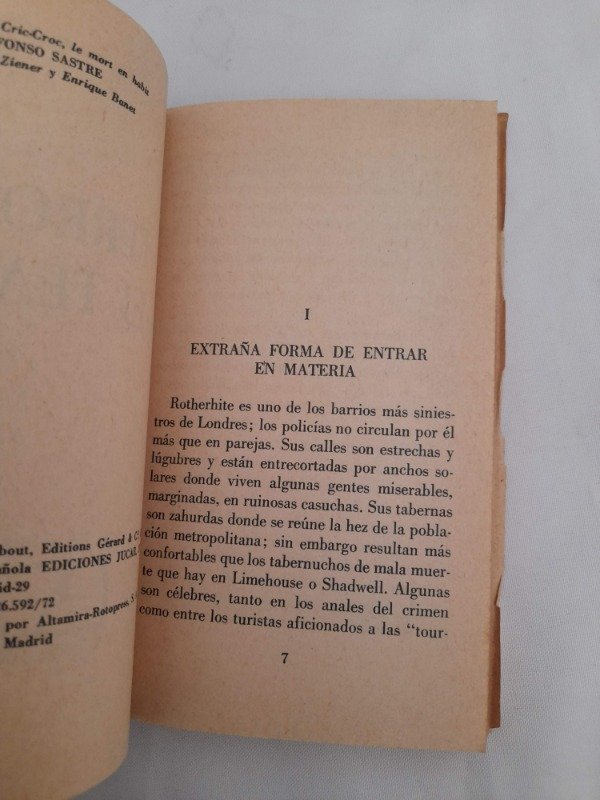 Cric-Croc, le mort en habit
FONSO SASTRE
Ziener y Enrique Banet
bout, Editions Gérard & C
ñola EDICIONES JUCAR,
id-29
6.592/72
por Altamira-Rotopress, S
Madrid
I
EXTRAÑA FORMA DE ENTRAR
EN MATERIA
Rotherhite es uno de los barrios más sinies-
tros de Londres; los policías no circulan por él
más que en parejas. Sus calles son estrechas y
lúgubres y están entrecortadas por anchos so-
lares donde viven algunas gentes miserables,
marginadas, en ruinosas casuchas. Sus tabernas
son zahurdas donde se reúne la hez de la pobla-
ción metropolitana; sin embargo resultan más
confortables que los tabernuchos de mala muer-
te que hay en Limehouse o Shadwell. Algunas
son célebres, tanto en los anales del crimen
como entre los turistas aficionados a las "tour-
7